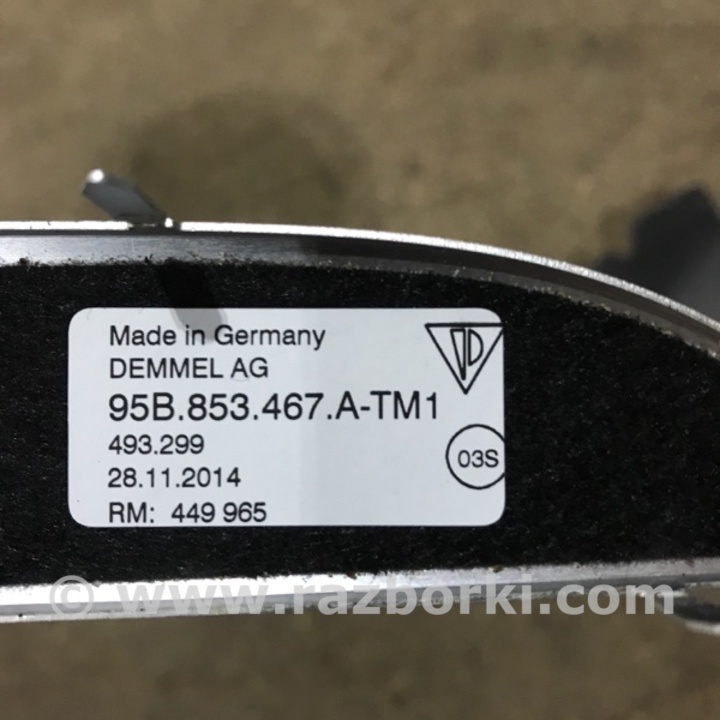 Made in Germany
DEMMEL AG
95B.853.467.A-TM1
493.299
28.11.2014
RM: 449 965
03S
© www.razborki.com